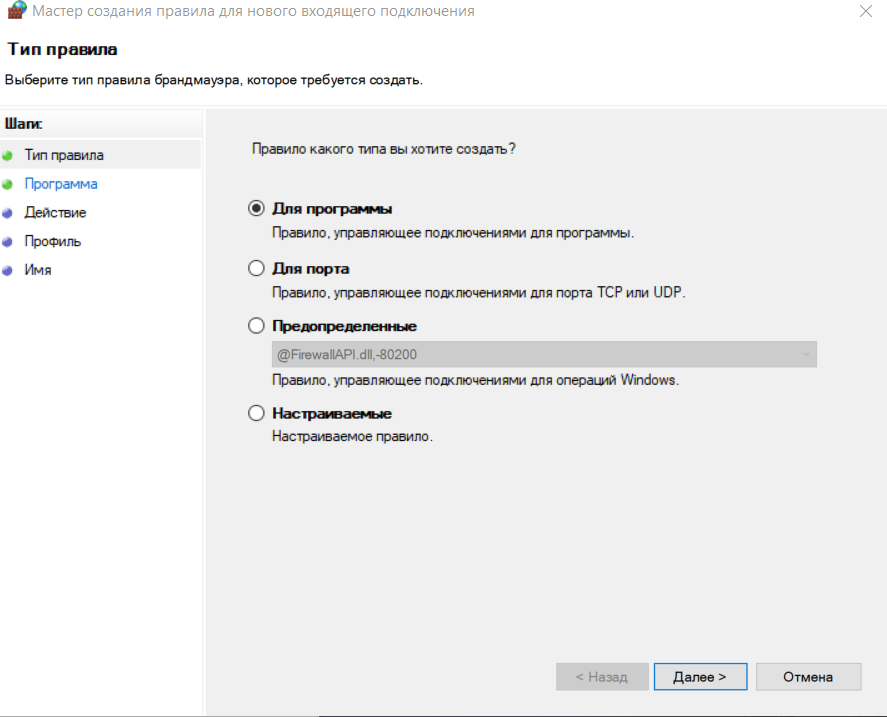 Мастер создания правила для нового входящего подключения
Тип правила
Выберите тип правила брандмауэра, которое требуется создать.
Шаги:
Тип правила
Программа
Действие
Профиль
Имя
Правило какого типа вы хотите создать?
Для программы
Правило, управляющее подключениями для программы.
Для порта
Правило, управляющее подключениями для порта TCP или UDP.
Предопределенные
@FirewallAPI.dll,-80200
Правило, управляющее подключениями для операций Windows.
Настраиваемые
Настраиваемое правило.
< Назад
Далее >
Отмена